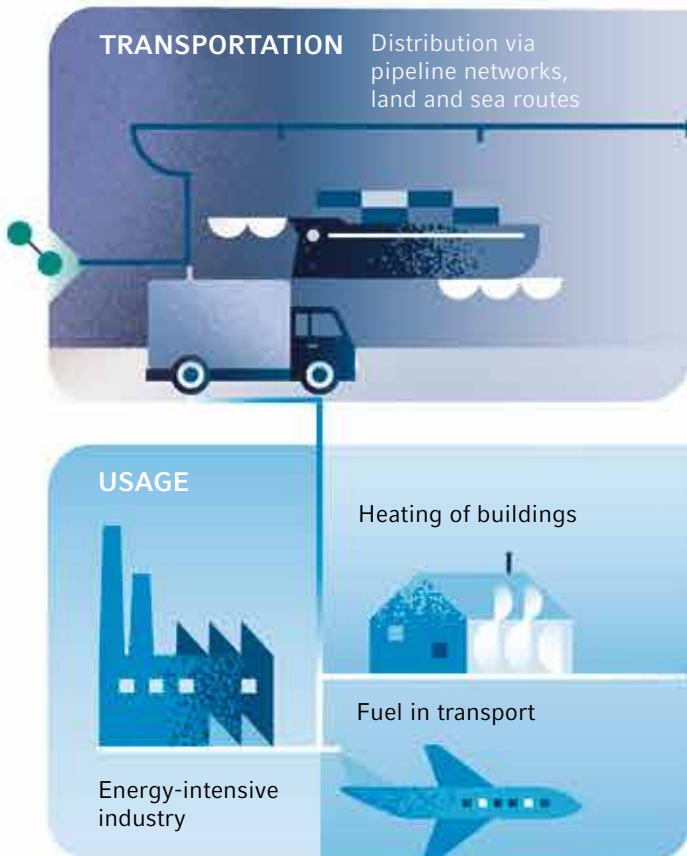 TRANSPORTATION
Distribution via
pipeline networks,
land and sea routes
USAGE
Heating of buildings
Fuel in transport
Energy-intensive
industry